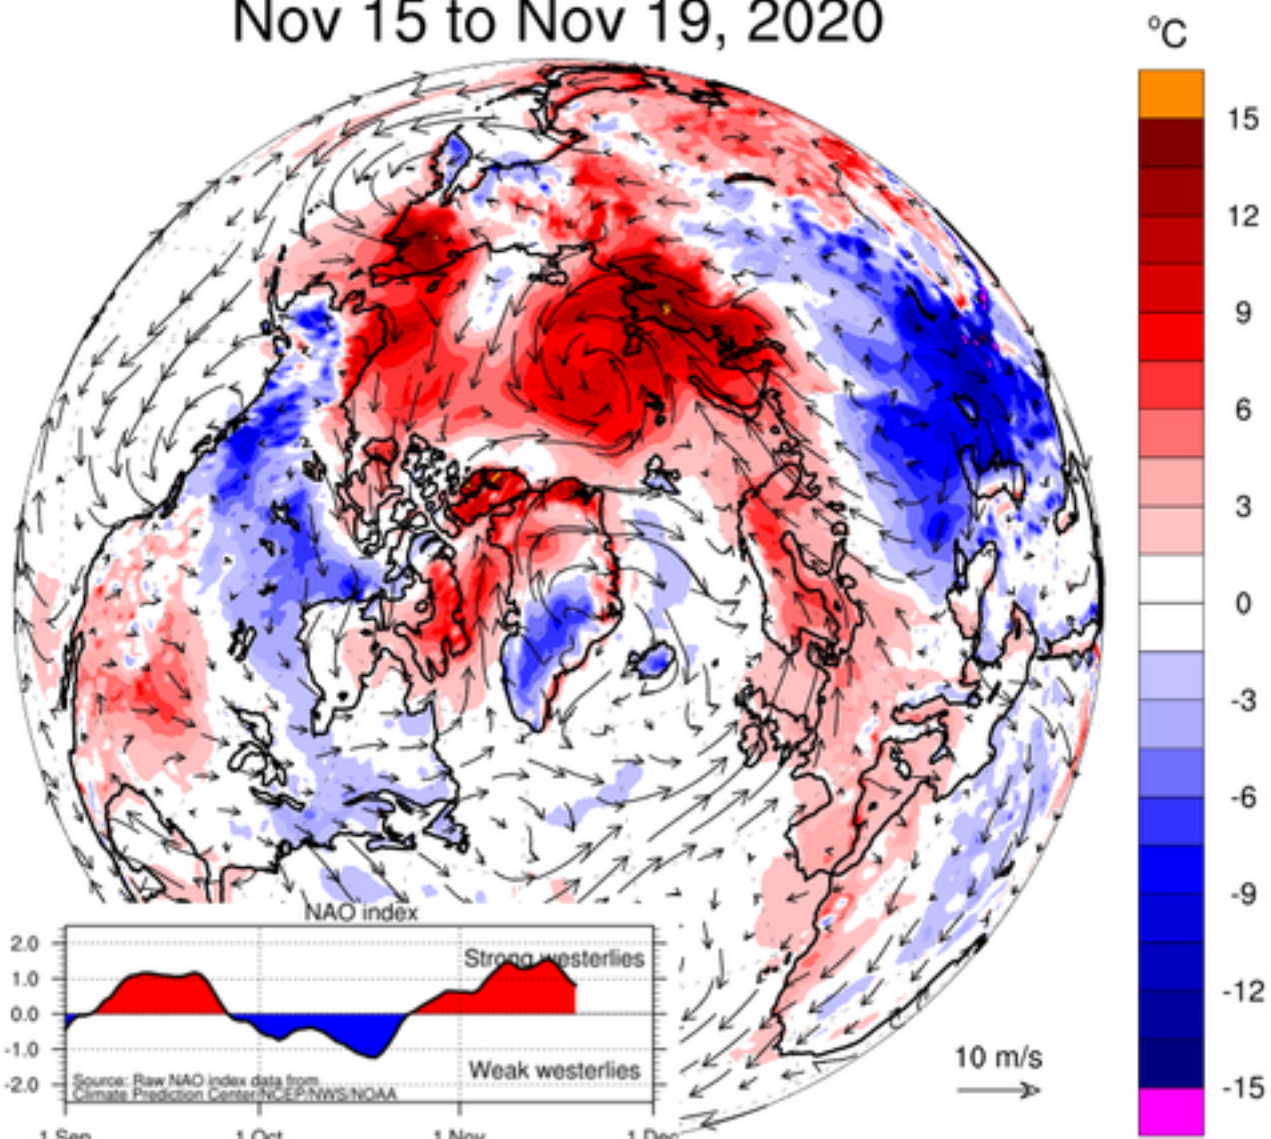 Nov 15 to Nov 19, 2020
°C
15
12
9
6
3
0
-3
-6
-9
-12
-15
10 m/s
NAO index
2.0
1.0
0.0
-1.0
-2.0
Strong westerlies
Weak westerlies
Source: Raw NAO index data from
Climate Prediction Center/NCEP/NWS/NOAA
1 Sep
1 Oct
1 Nov
1 Dec